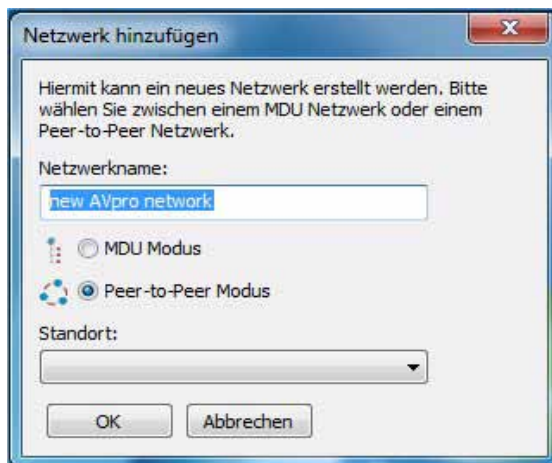 Netzwerk hinzufügen
Hiermit kann ein neues Netzwerk erstellt werden. Bitte
wählen Sie zwischen einem MDU Netzwerk oder einem
Peer-to-Peer Netzwerk.
Netzwerkname:
new AVpro network
MDU Modus
Peer-to-Peer Modus
Standort:
OK
Abbrechen